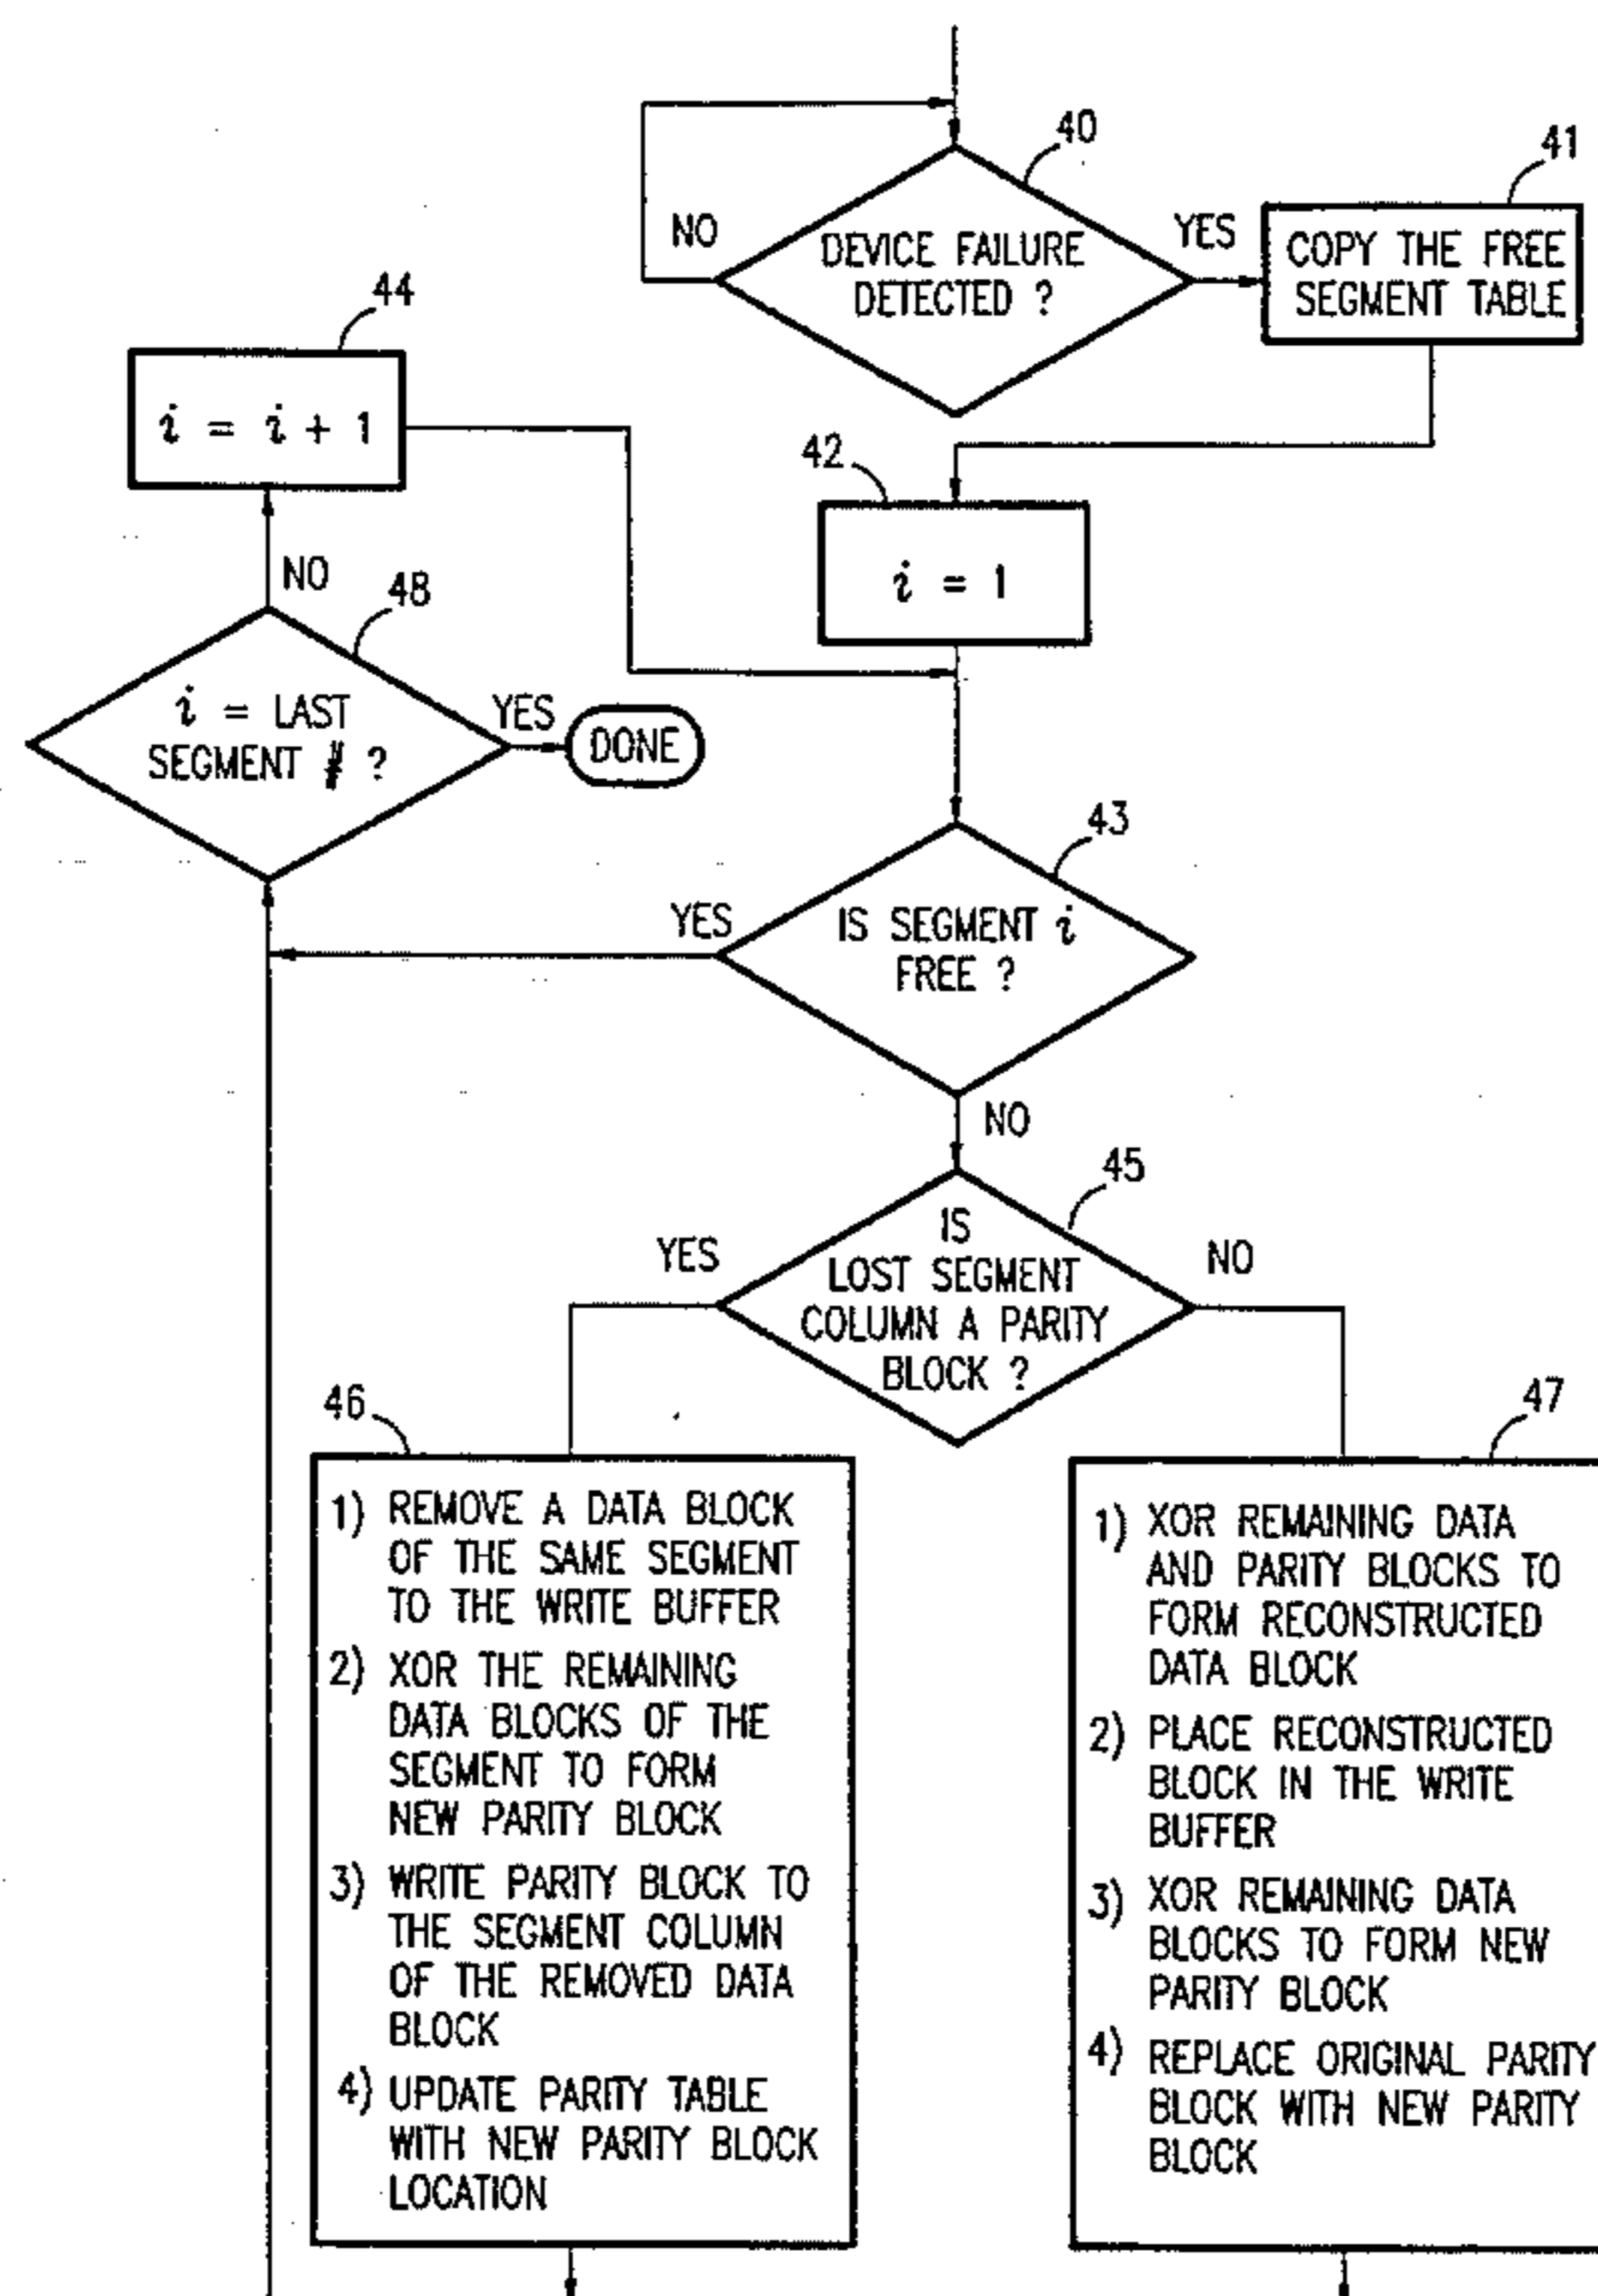 40
41
NO
DEVICE FAILURE
DETECTED ?
YES
COPY THE FREE
SEGMENT TABLE
44
i = i + 1
42
i = 1
NO
48
i = LAST
SEGMENT # ?
YES
DONE
43
YES
IS SEGMENT i
FREE ?
NO
45
YES
IS
LOST SEGMENT
COLUMN A PARITY
BLOCK ?
NO
46
1) REMOVE A DATA BLOCK
OF THE SAME SEGMENT
TO THE WRITE BUFFER
2) XOR THE REMAINING
DATA BLOCKS OF THE
SEGMENT TO FORM
NEW PARITY BLOCK
3) WRITE PARITY BLOCK TO
THE SEGMENT COLUMN
OF THE REMOVED DATA
BLOCK
4) UPDATE PARITY TABLE
WITH NEW PARITY BLOCK
LOCATION
47
1) XOR REMAINING DATA
AND PARITY BLOCKS TO
FORM RECONSTRUCTED
DATA BLOCK
2) PLACE RECONSTRUCTED
BLOCK IN THE WRITE
BUFFER
3) XOR REMAINING DATA
BLOCKS TO FORM NEW
PARITY BLOCK
4) REPLACE ORIGINAL PARITY
BLOCK WITH NEW PARITY
BLOCK